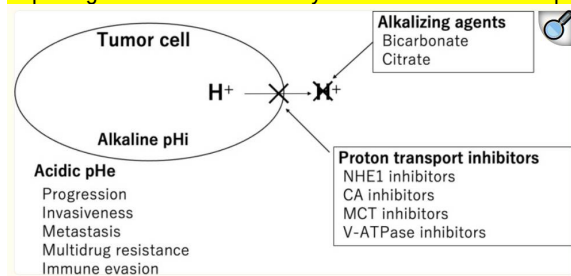 Tumor cell
H+
H+
Alkaline pHi
Alkalizing agents
Bicarbonate
Citrate
Acidic pHe
Progression
Invasiveness
Metastasis
Multidrug resistance
Immune evasion
Proton transport inhibitors
NHE1 inhibitors
CA inhibitors
MCT inhibitors
V-ATPase inhibitors